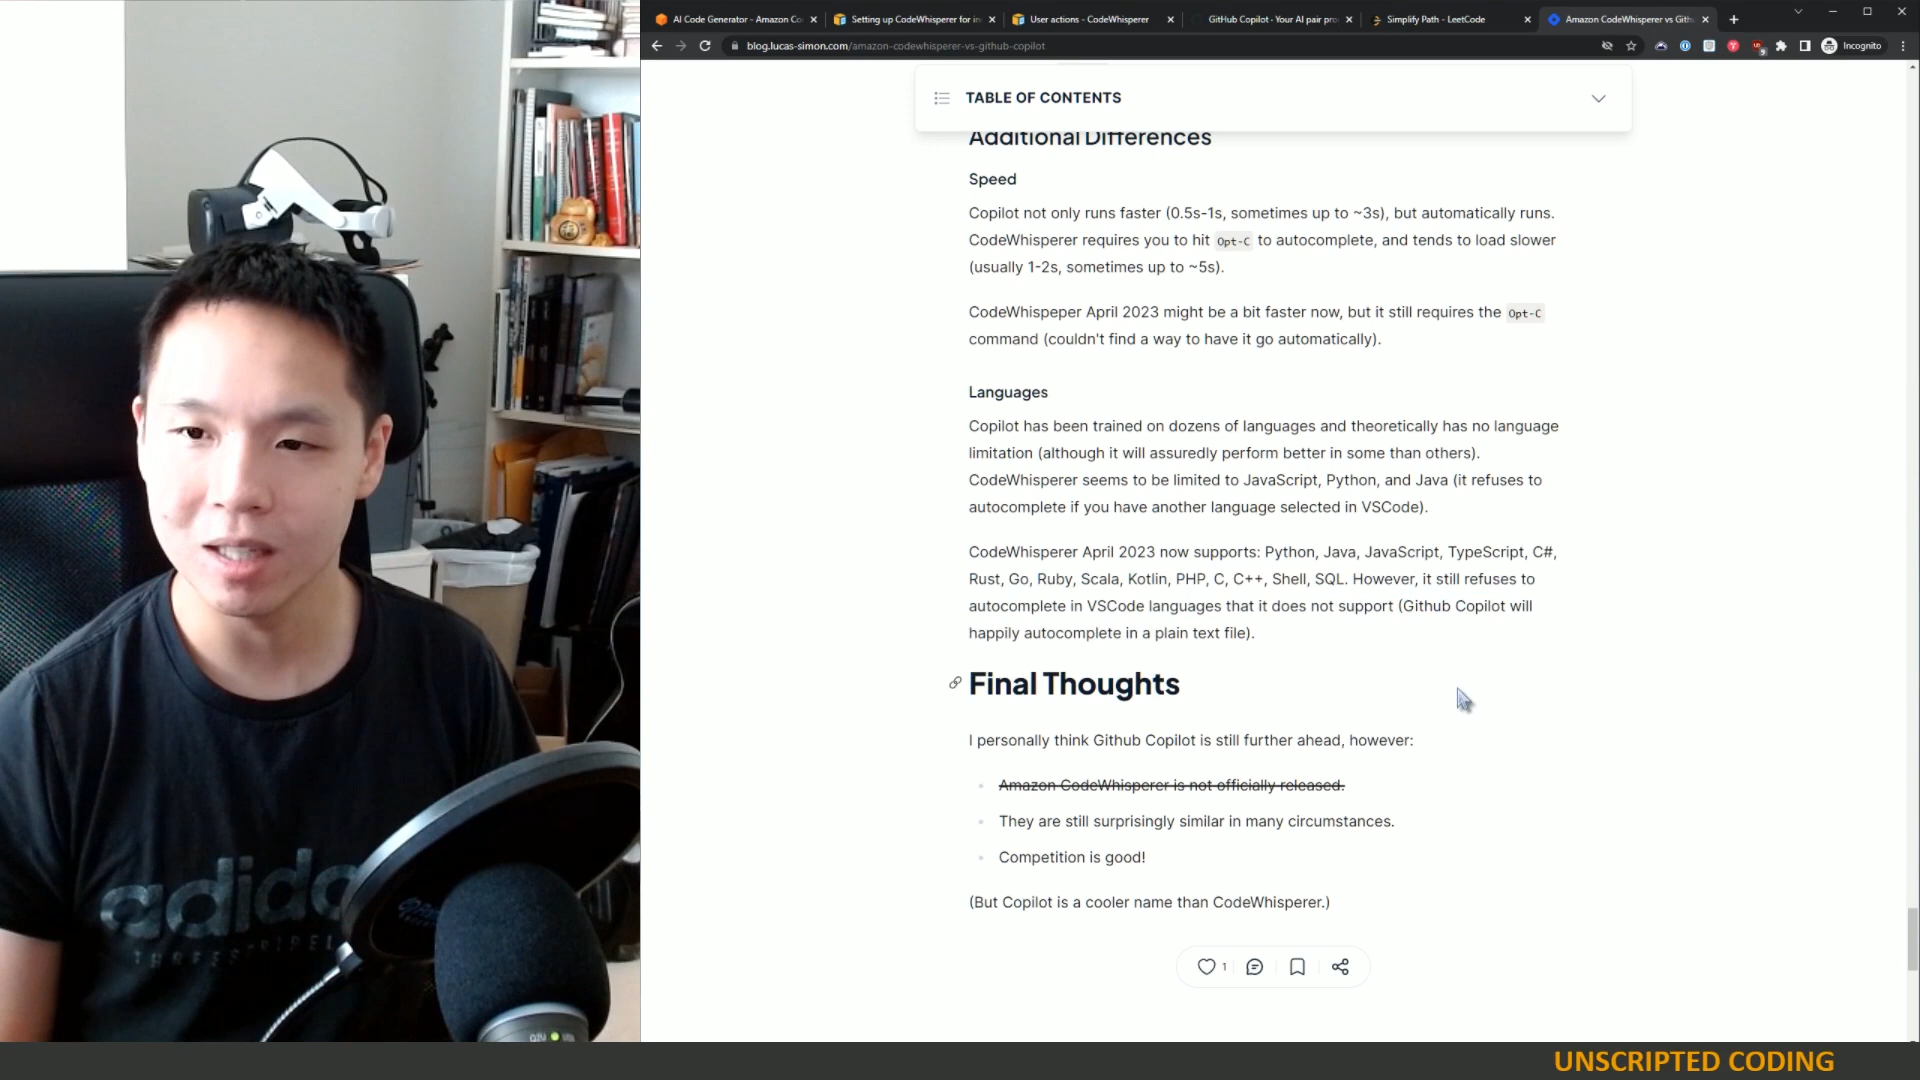 AI Code Generator - Amazon Co
Setting up CodeWhisperer for in
User actions - CodeWhisperer
GitHub Copilot · Your AI pair pro
Simplify Path - LeetCode
Amazon CodeWhisperer vs Gith
blog.lucas-simon.com/amazon-codewhisperer-vs-github-copilot
Incognito
TABLE OF CONTENTS
Additional Differences
Speed
Copilot not only runs faster (0.5s-1s, sometimes up to ~3s), but automatically runs.
CodeWhisperer requires you to hit Opt-C to autocomplete, and tends to load slower
(usually 1-2s, sometimes up to ~5s).
CodeWhispeper April 2023 might be a bit faster now, but it still requires the Opt-C
command (couldn't find a way to have it go automatically).
Languages
Copilot has been trained on dozens of languages and theoretically has no language
limitation (although it will assuredly perform better in some than others).
CodeWhisperer seems to be limited to JavaScript, Python, and Java (it refuses to
autocomplete if you have another language selected in VSCode).
CodeWhisperer April 2023 now supports: Python, Java, JavaScript, TypeScript, C#,
Rust, Go, Ruby, Scala, Kotlin, PHP, C, C++, Shell, SQL. However, it still refuses to
autocomplete in VSCode languages that it does not support (Github Copilot will
happily autocomplete in a plain text file).
Final Thoughts
I personally think Github Copilot is still further ahead, however:
Amazon CodeWhisperer is not officially released.
They are still surprisingly similar in many circumstances.
Competition is good!
(But Copilot is a cooler name than CodeWhisperer.)
1
adida
UNSCRIPTED CODING